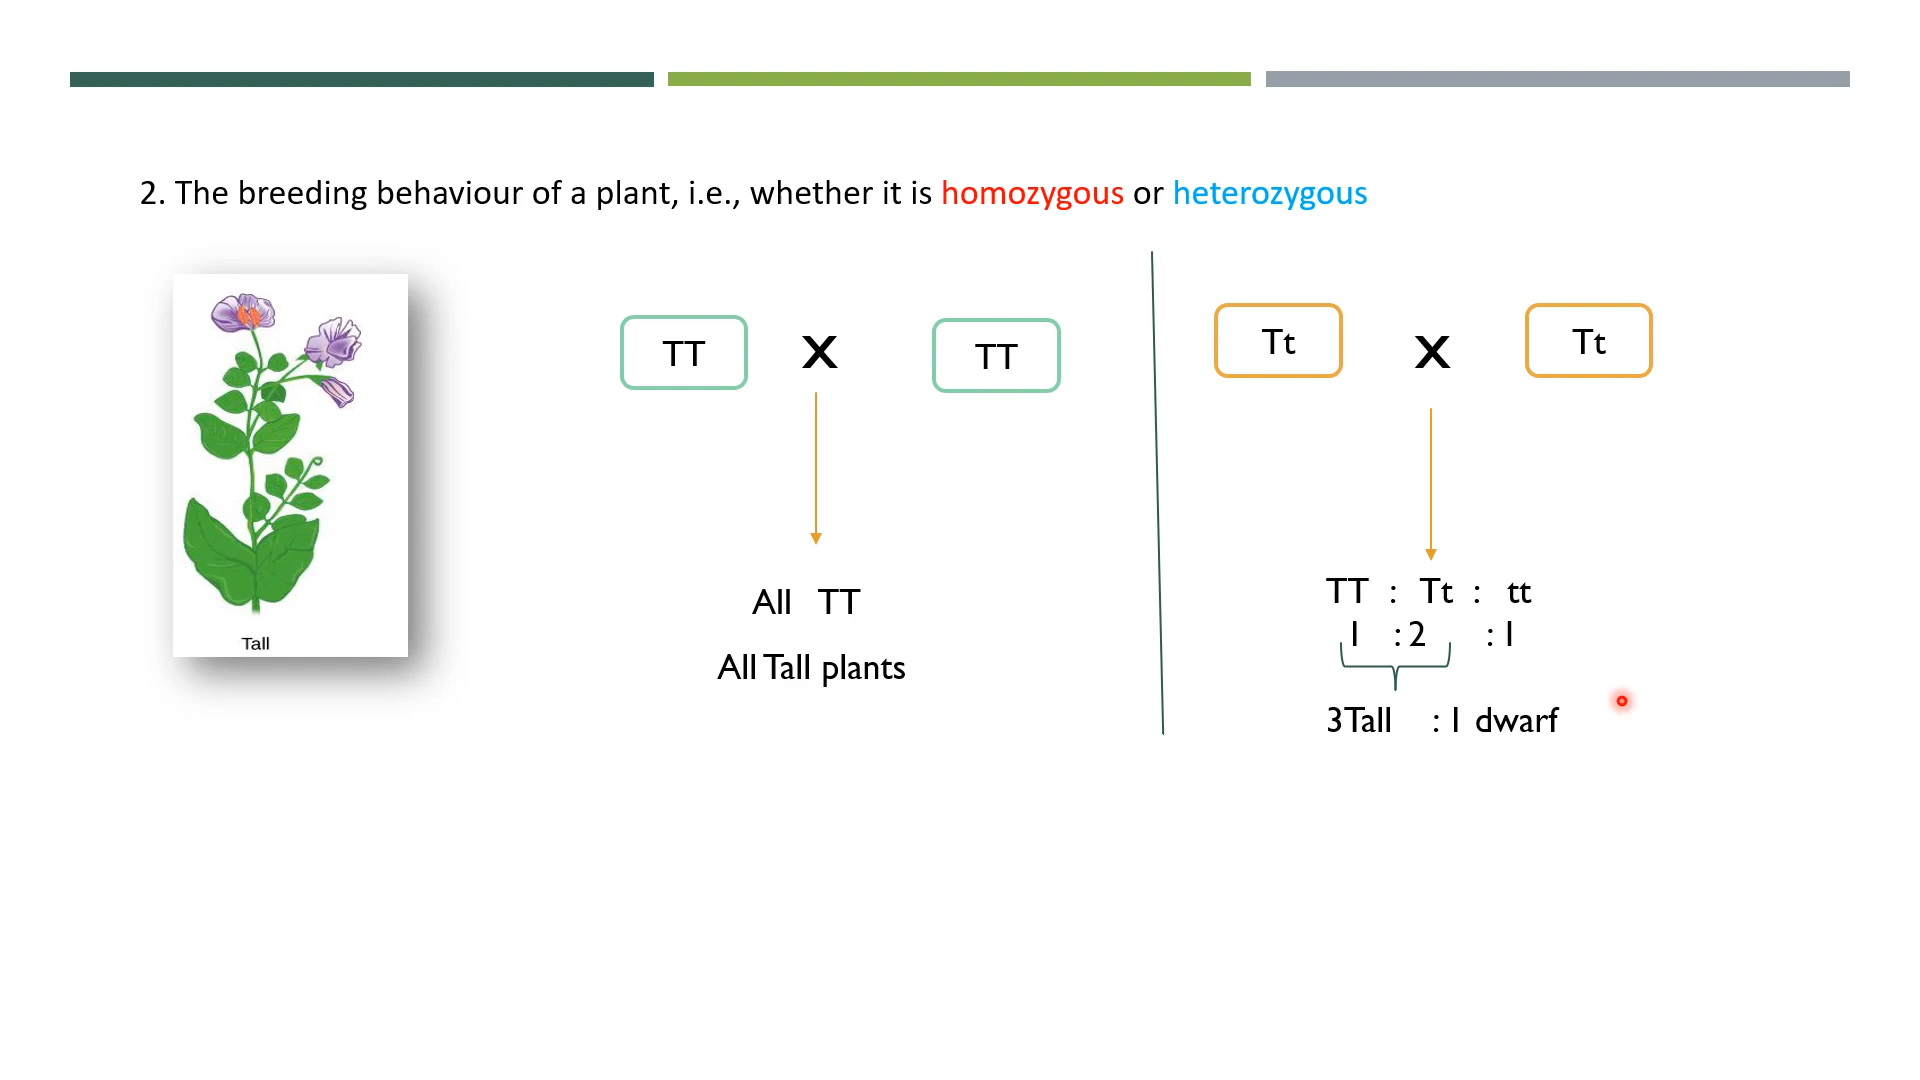 2. The breeding behaviour of a plant, i.e., whether it is homozygous or heterozygous
Tall
TT X TT
All TT
All Tall plants
Tt X Tt
TT : Tt : tt
1 : 2 : 1
3Tall : 1 dwarf